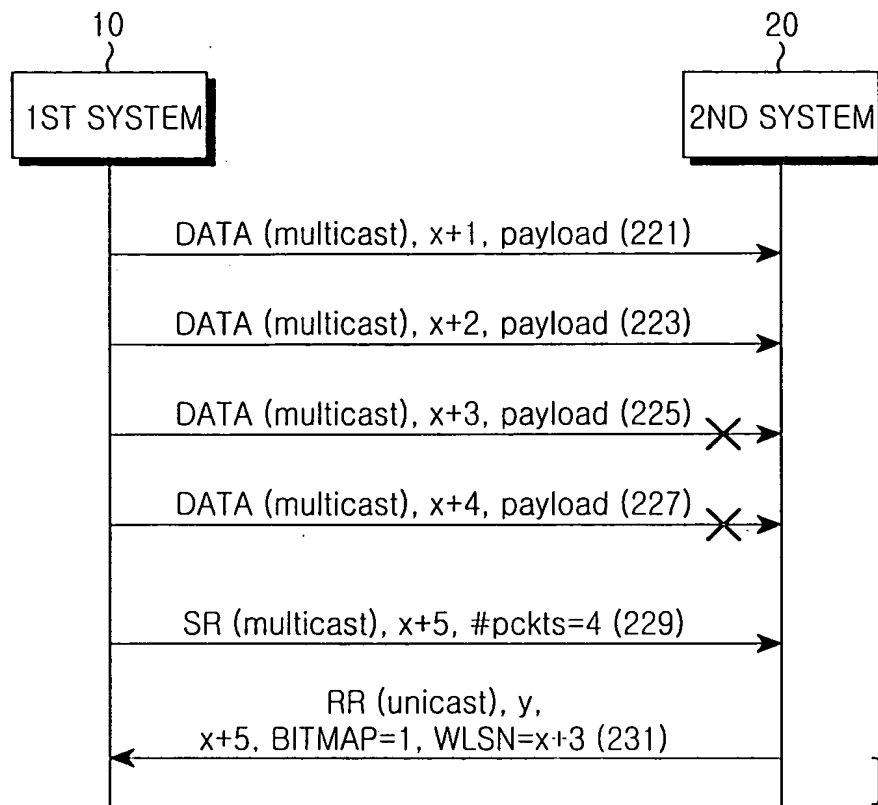 10
20
1ST SYSTEM
2ND SYSTEM
DATA (multicast), x+1, payload (221)
DATA (multicast), x+2, payload (223)
DATA (multicast), x+3, payload (225)
DATA (multicast), x+4, payload (227)
SR (multicast), x+5, #pckts=4 (229)
RR (unicast), y,
x+5, BITMAP=1, WLSN=x+3 (231)